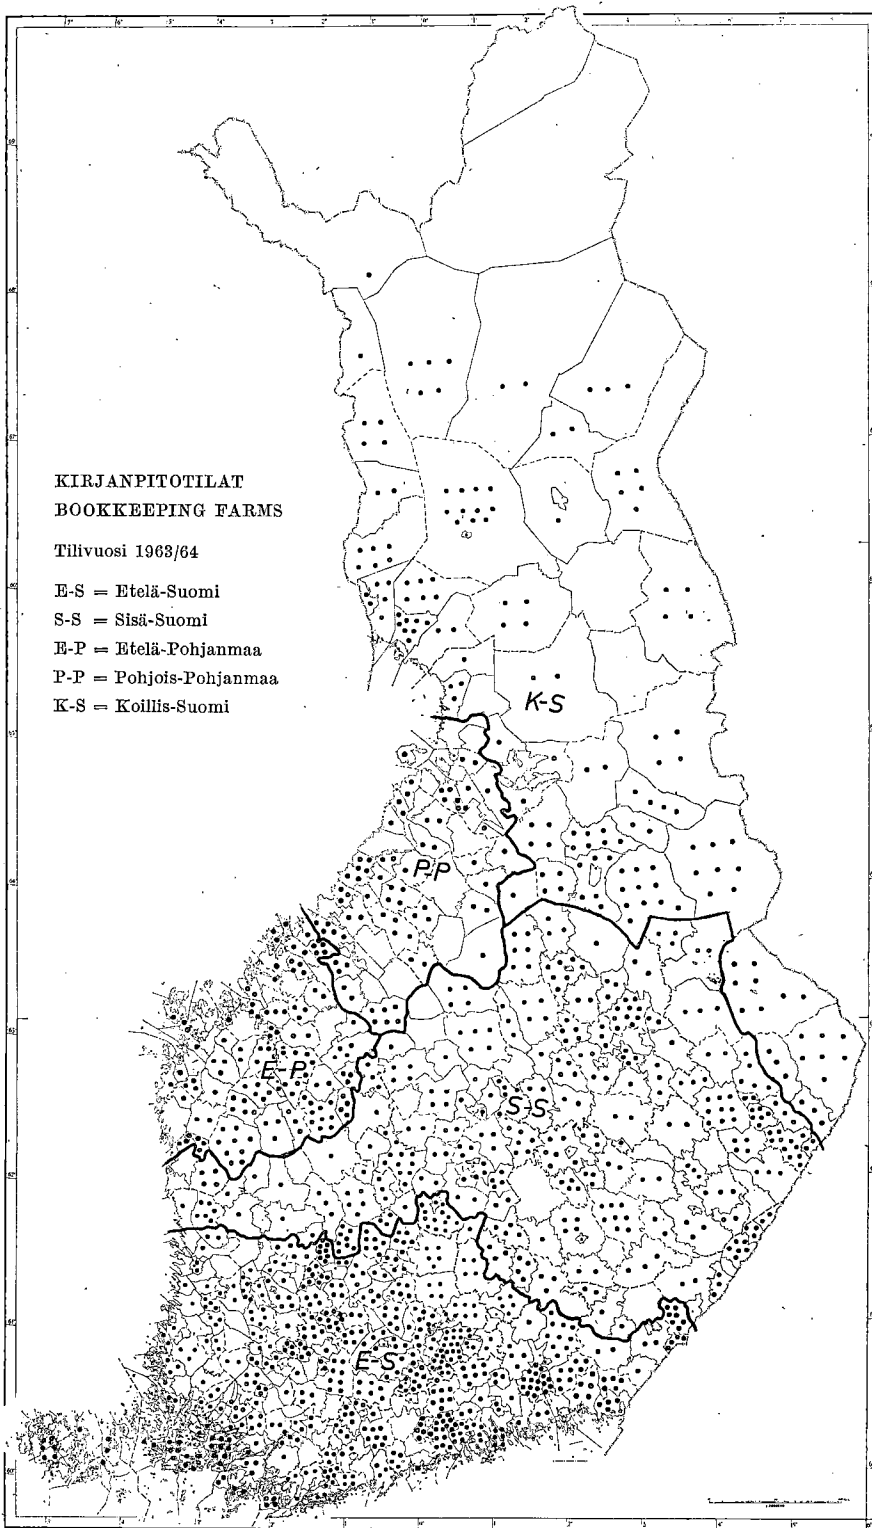 KIRJANPITOTILAT
BOOKKEEPING FARMS
Tilivuosi 1963/64
E-S = Etelä-Suomi
S-S = Sisä-Suomi
E-P = Etelä-Pohjanmaa
P-P = Pohjois-Pohjanmaa
K-S = Koillis-Suomi
K-S
P-P
E-P
S-S
E-S